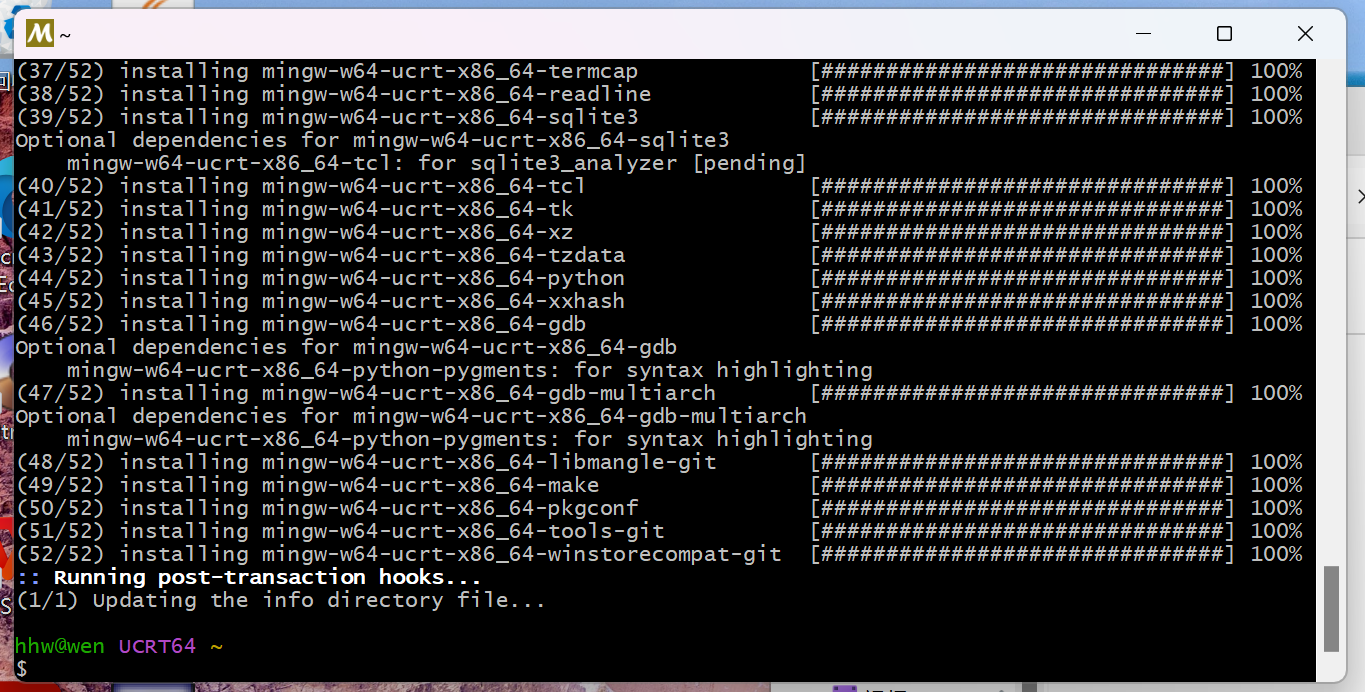 ~
(37/52) installing mingw-w64-ucrt-x86_64-termcap [###############################] 100%
(38/52) installing mingw-w64-ucrt-x86_64-readline [###############################] 100%
(39/52) installing mingw-w64-ucrt-x86_64-sqlite3 [###############################] 100%
Optional dependencies for mingw-w64-ucrt-x86_64-sqlite3
mingw-w64-ucrt-x86_64-tcl: for sqlite3_analyzer [pending]
(40/52) installing mingw-w64-ucrt-x86_64-tcl [###############################] 100%
(41/52) installing mingw-w64-ucrt-x86_64-tk [###############################] 100%
(42/52) installing mingw-w64-ucrt-x86_64-xz [###############################] 100%
(43/52) installing mingw-w64-ucrt-x86_64-tzdata [###############################] 100%
(44/52) installing mingw-w64-ucrt-x86_64-python [###############################] 100%
(45/52) installing mingw-w64-ucrt-x86_64-xxhash [###############################] 100%
(46/52) installing mingw-w64-ucrt-x86_64-gdb [###############################] 100%
Optional dependencies for mingw-w64-ucrt-x86_64-gdb
mingw-w64-ucrt-x86_64-python-pygments: for syntax highlighting
(47/52) installing mingw-w64-ucrt-x86_64-gdb-multiarch [###############################] 100%
Optional dependencies for mingw-w64-ucrt-x86_64-gdb-multiarch
mingw-w64-ucrt-x86_64-python-pygments: for syntax highlighting
(48/52) installing mingw-w64-ucrt-x86_64-libmangle-git [###############################] 100%
(49/52) installing mingw-w64-ucrt-x86_64-make [###############################] 100%
(50/52) installing mingw-w64-ucrt-x86_64-pkgconf [###############################] 100%
(51/52) installing mingw-w64-ucrt-x86_64-tools-git [###############################] 100%
(52/52) installing mingw-w64-ucrt-x86_64-winstorecompat-git [###############################] 100%
:: Running post-transaction hooks...
(1/1) Updating the info directory file...
hhw@wen UCRT64 ~
$